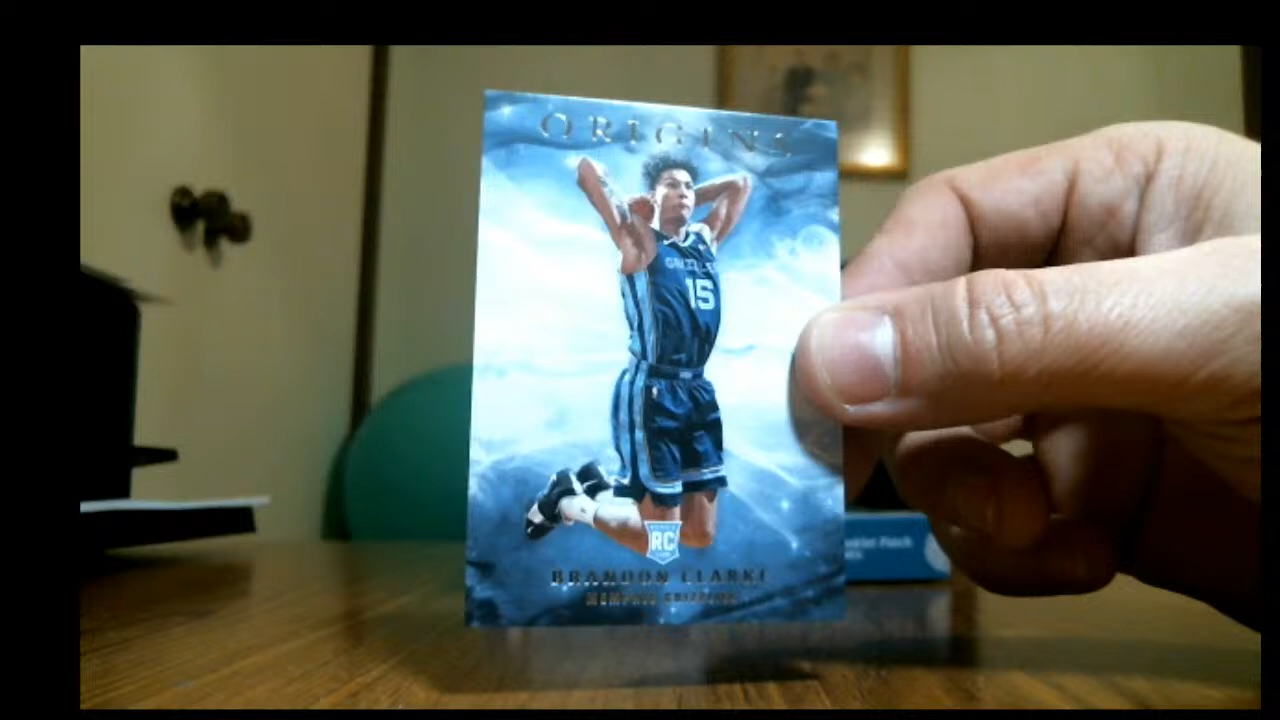 ORIGINS
GRIZZLIES
15
RC
BRANDON CLARKE
MEMPHIS GRIZZLIES